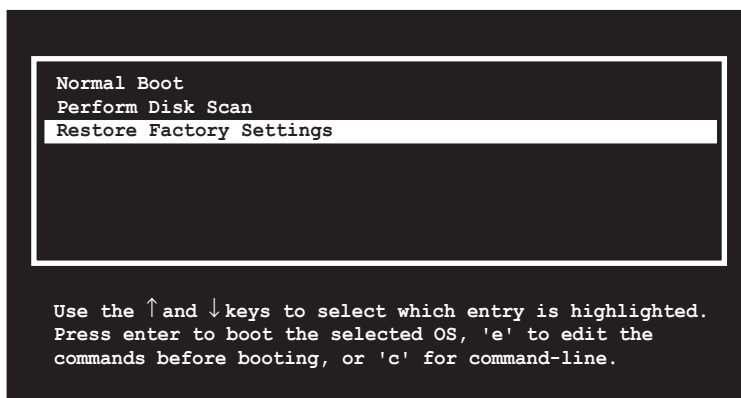 Normal Boot
Perform Disk Scan
Restore Factory Settings
Use the ↑ and ↓ keys to select which entry is highlighted.
Press enter to boot the selected OS, 'e' to edit the
commands before booting, or 'c' for command-line.